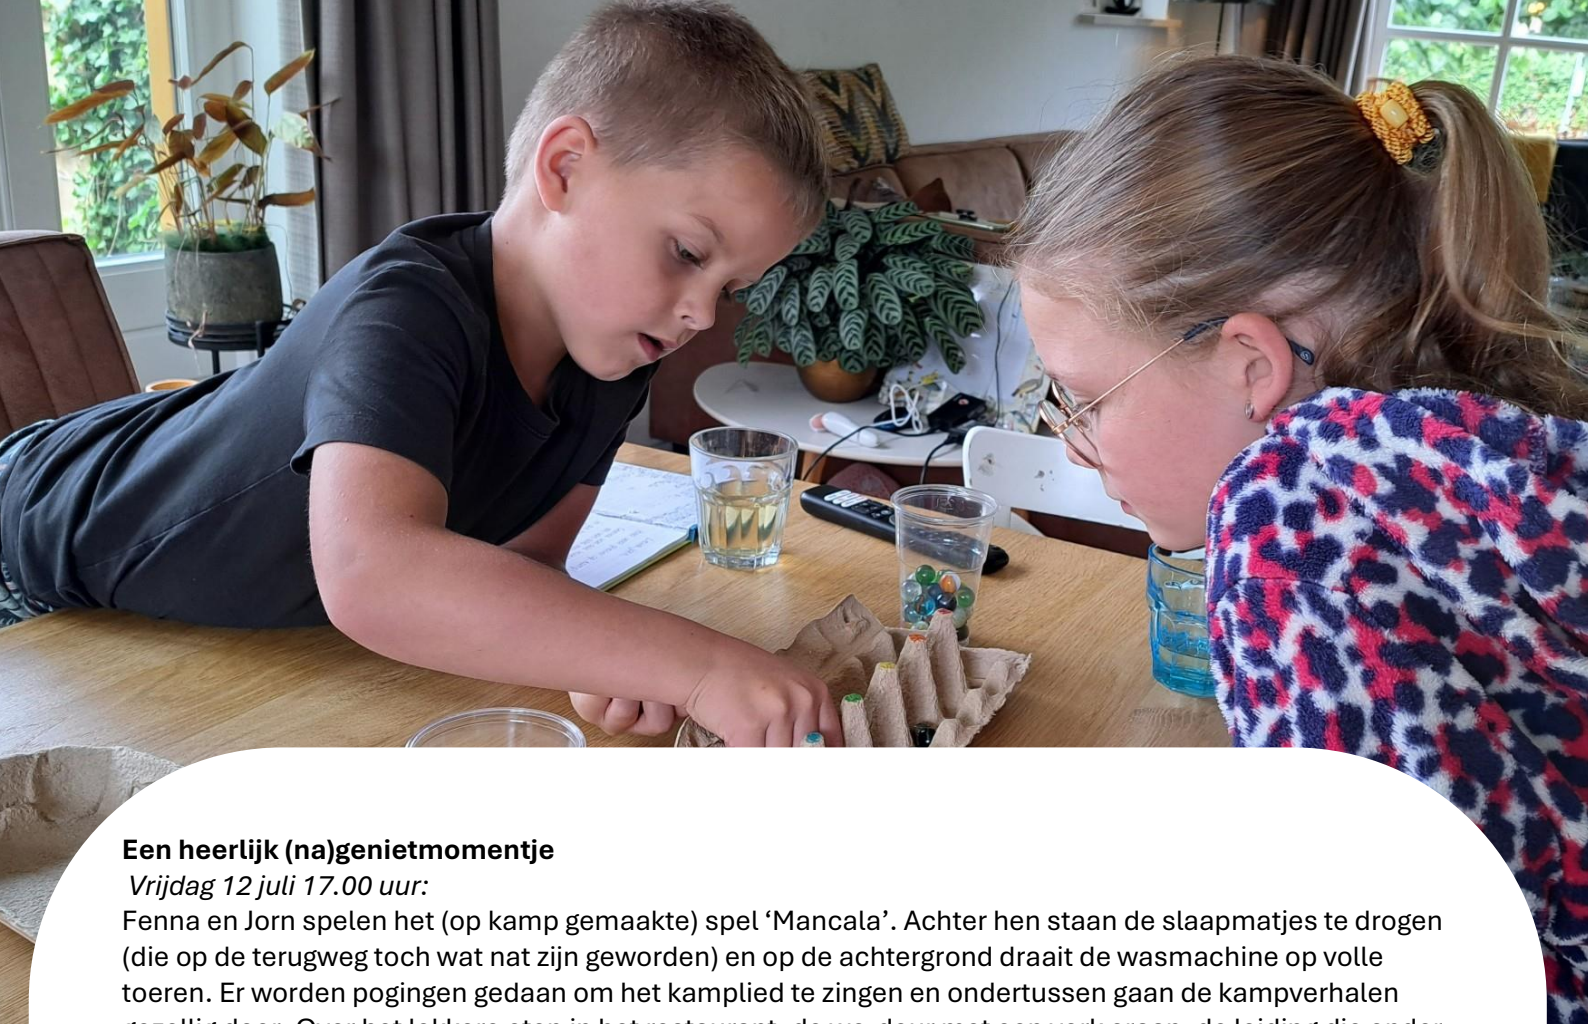 Een heerlijk (na)genietmomentje
Vrijdag 12 juli 17.00 uur:
Fenna en Jorn spelen het (op kamp gemaakte) spel ‘Mancala’. Achter hen staan de slaapmatjes te drogen
(die op de terugweg toch wat nat zijn geworden) en op de achtergrond draait de wasmachine op volle
toeren. Er worden pogingen gedaan om het kamplied te zingen en ondertussen gaan de kampverhalen